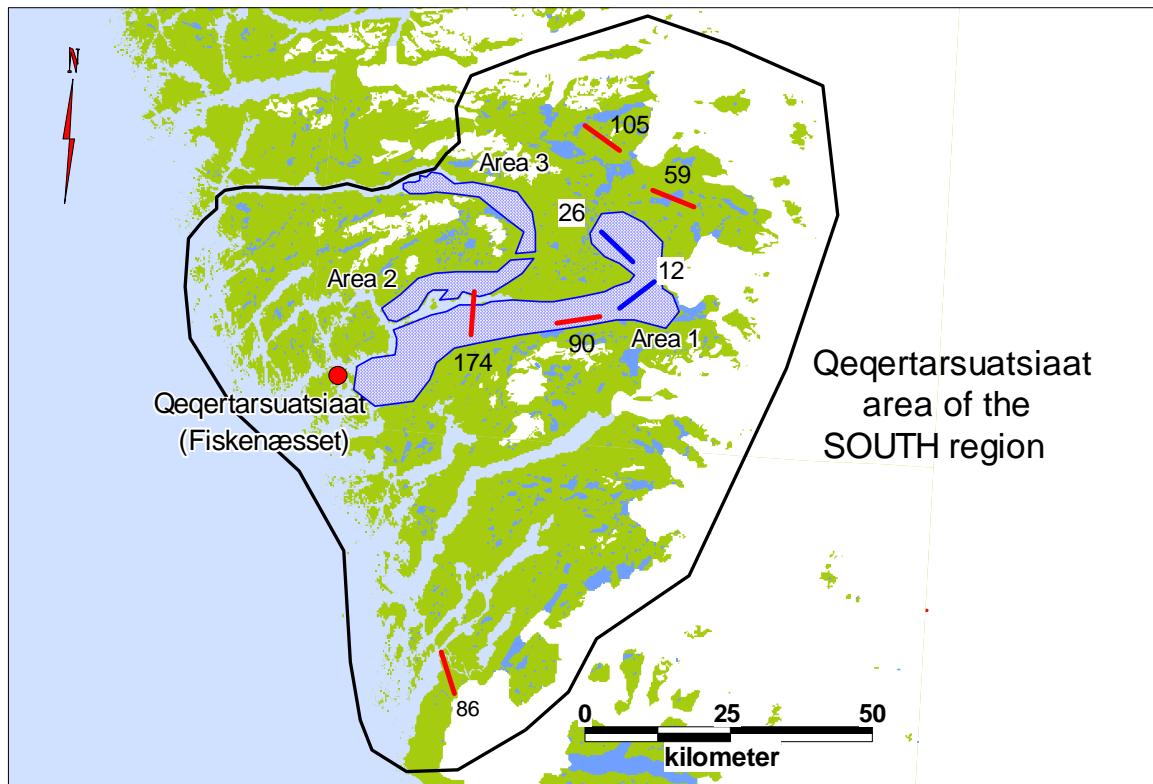 N
105
Area 3
59
26
12
Area 2
Area 1
90
174
Qeqertarsuatsiaat
(Fiskenæsset)
Qeqertarsuatsiaat
area of the
SOUTH region
86
0 25 50
kilometer